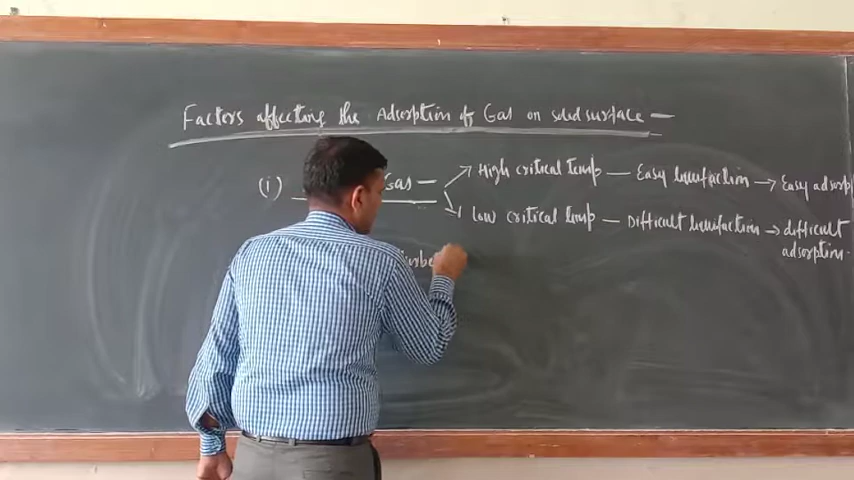 Factors affecting the Adsorption of Gas on solid surface —
(i) Gas — High critical temp — Easy liquefaction → Easy adsorp
Low critical temp — Difficult liquefaction → difficult
adsorption.